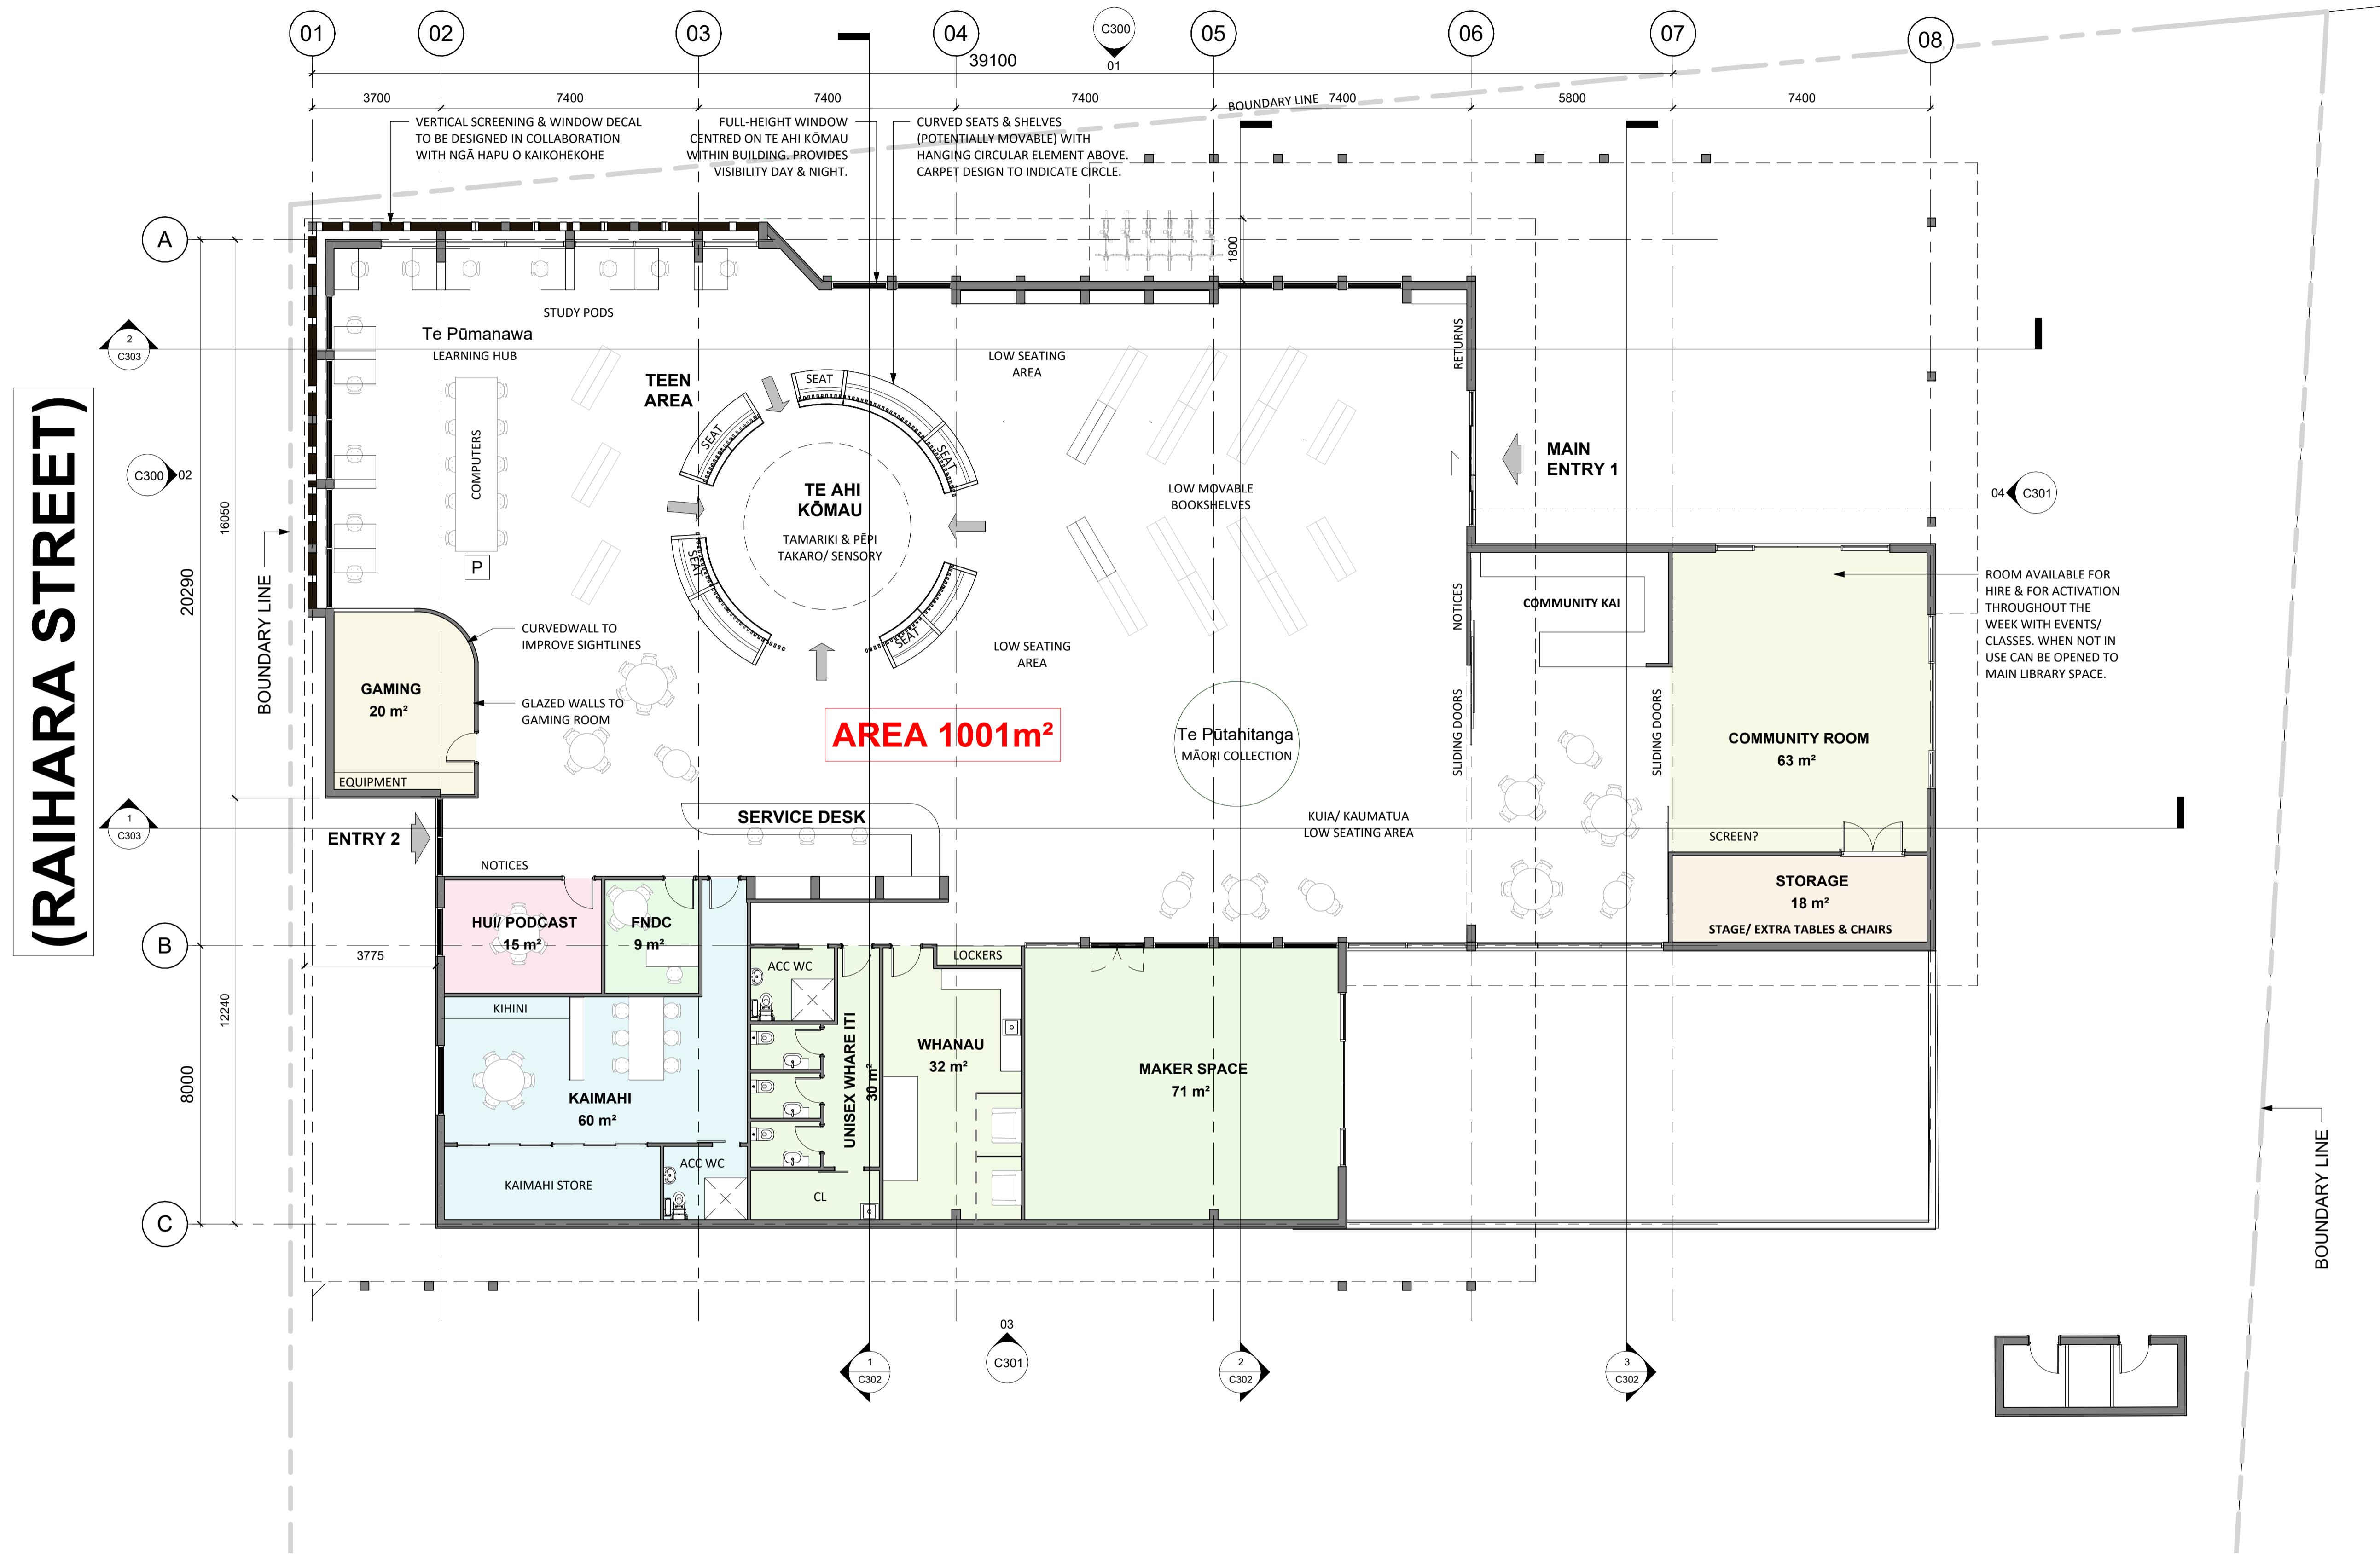 01
02
03
04
05
06
07
08
C300
01
39100
3700
7400
7400
7400
7400
5800
7400
BOUNDARY LINE
VERTICAL SCREENING & WINDOW DECAL
TO BE DESIGNED IN COLLABORATION
WITH NGĀ HAPU O KAIKOHEKOHE
FULL-HEIGHT WINDOW
CENTRED ON TE AHI KŌMAU
WITHIN BUILDING. PROVIDES
VISIBILITY DAY & NIGHT.
CURVED SEATS & SHELVES
(POTENTIALLY MOVABLE) WITH
HANGING CIRCULAR ELEMENT ABOVE.
CARPET DESIGN TO INDICATE CIRCLE.
A
1800
STUDY PODS
Te Pūmanawa
LEARNING HUB
2
C303
LOW SEATING
AREA
RETURNS
TEEN
AREA
SEAT
SEAT
SEAT
SEAT
SEAT
COMPUTERS
P
C300
02
(RAIHARA STREET)
BOUNDARY LINE
16050
20290
TE AHI
KŌMAU
TAMARIKI & PĒPI
TAKARO/ SENSORY
LOW MOVABLE
BOOKSHELVES
MAIN
ENTRY 1
04
C301
ROOM AVAILABLE FOR
HIRE & FOR ACTIVATION
THROUGHOUT THE
WEEK WITH EVENTS/
CLASSES. WHEN NOT IN
USE CAN BE OPENED TO
MAIN LIBRARY SPACE.
NOTICES
COMMUNITY KAI
CURVEDWALL TO
IMPROVE SIGHTLINES
GAMING
20 m²
GLAZED WALLS TO
GAMING ROOM
EQUIPMENT
LOW SEATING
AREA
AREA 1001m²
Te Pūtahitanga
MĀORI COLLECTION
SLIDING DOORS
SLIDING DOORS
COMMUNITY ROOM
63 m²
1
C303
ENTRY 2
SERVICE DESK
KUIA/ KAUMATUA
LOW SEATING AREA
SCREEN?
NOTICES
STORAGE
18 m²
STAGE/ EXTRA TABLES & CHAIRS
B
HUI/ PODCAST
15 m²
FNDC
9 m²
3775
LOCKERS
ACC WC
KIHINI
12240
8000
UNISEX WHARE ITI
30 m²
WHANAU
32 m²
MAKER SPACE
71 m²
KAIMAHI
60 m²
ACC WC
KAIMAHI STORE
CL
C
BOUNDARY LINE
03
C301
1
C302
2
C302
3
C302